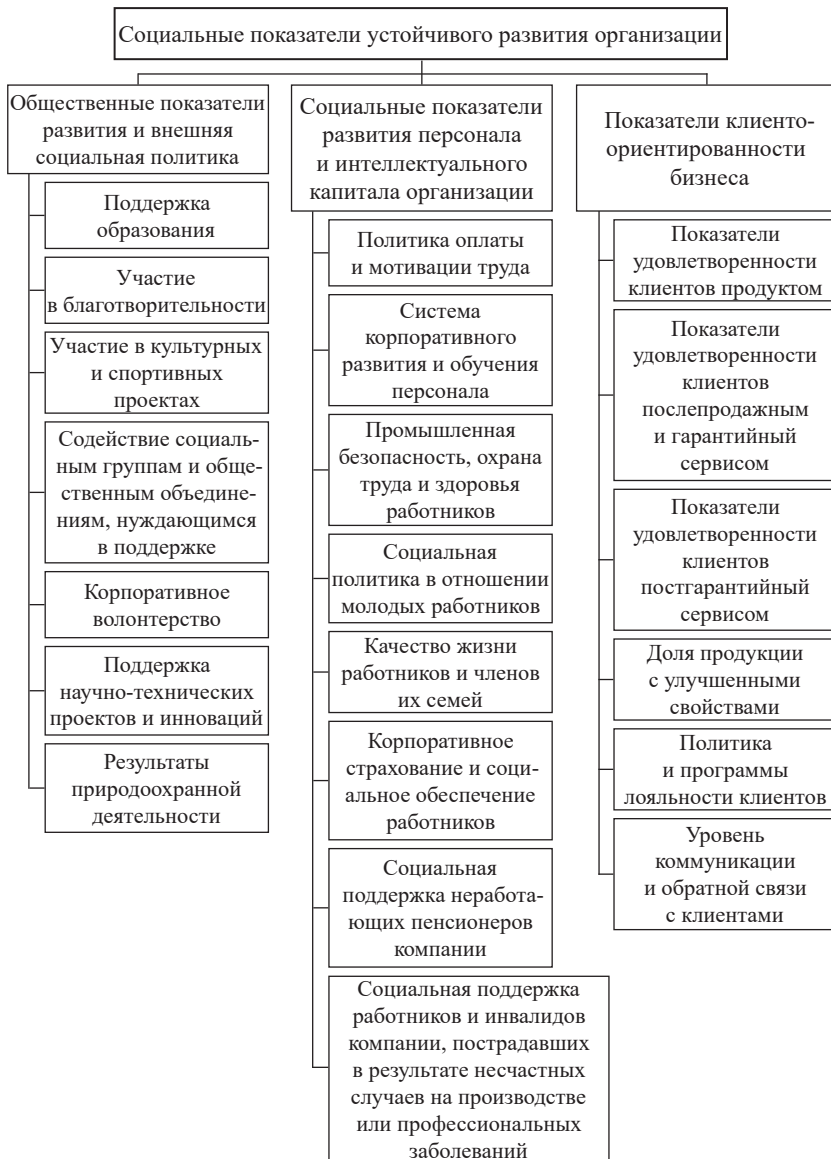 Социальные показатели устойчивого развития организации
Общественные показатели
развития и внешняя
социальная политика
Поддержка
образования
Участие
в благотворительности
Участие в культурных
и спортивных
проектах
Содействие социаль-
ным группам и обще-
ственным объедине-
ниям, нуждающимся
в поддержке
Корпоративное
волонтерство
Поддержка
научно-технических
проектов и инноваций
Результаты
природоохранной
деятельности
Социальные показатели
развития персонала
и интеллектуального
капитала организации
Политика оплаты
и мотивации труда
Система
корпоративного
развития и обучения
персонала
Промышленная
безопасность, охрана
труда и здоровья
работников
Социальная
политика в отношении
молодых работников
Качество жизни
работников и членов
их семей
Корпоративное
страхование и соци-
альное обеспечение
работников
Социальная
поддержка неработа-
ющих пенсионеров
компании
Социальная поддержка
работников и инвалидов
компании, пострадавших
в результате несчастных
случаев на производстве
или профессиональных
заболеваний
Показатели клиенто-
ориентированности
бизнеса
Показатели
удовлетворенности
клиентов продуктом
Показатели
удовлетворенности
клиентов
послепродажным
и гарантийный
сервисом
Показатели
удовлетворенности
клиентов
постгарантийный
сервисом
Доля продукции
с улучшенными
свойствами
Политика
и программы
лояльности клиентов
Уровень
коммуникации
и обратной связи
с клиентами